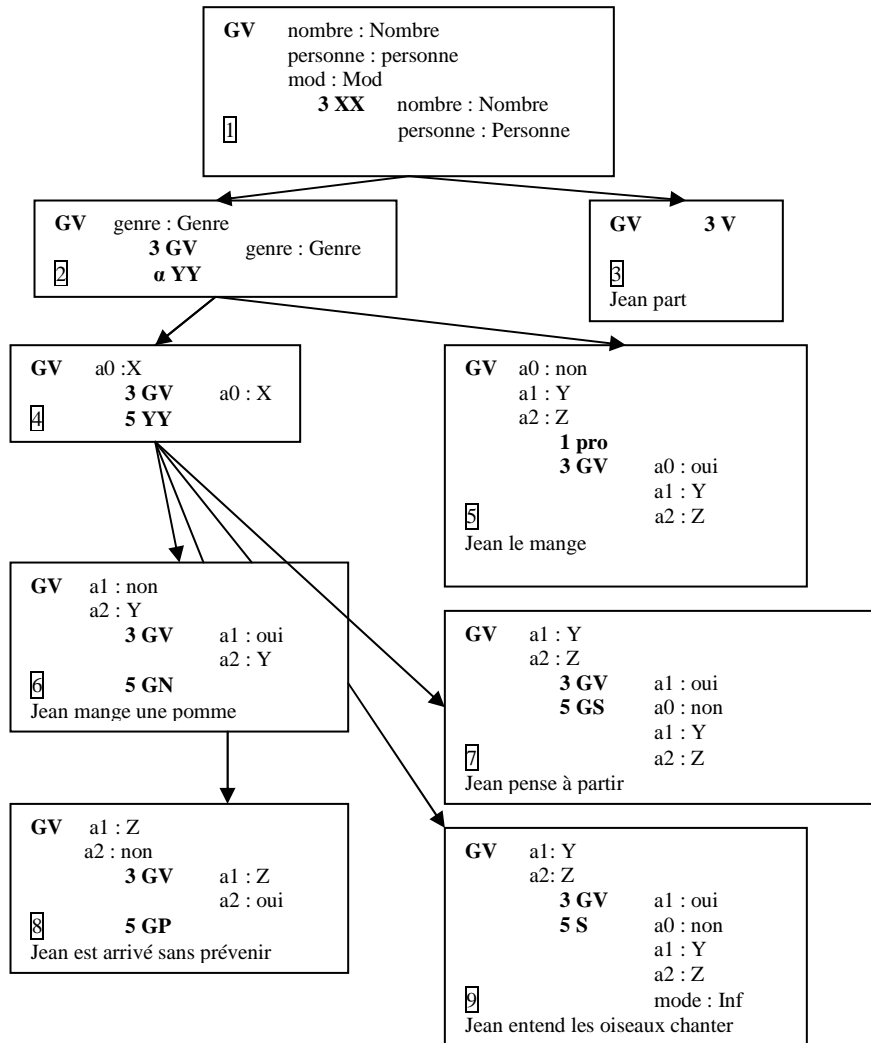 GV nombre : Nombre
personne : personne
mod : Mod
3 XX nombre : Nombre
1 personne : Personne
GV genre : Genre
3 GV genre : Genre
2 α YY
GV 3 V
3
Jean part
GV a0 :X
3 GV a0 : X
4 5 YY
GV a0 : non
a1 : Y
a2 : Z
1 pro
3 GV a0 : oui
a1 : Y
5 a2 : Z
Jean le mange
GV a1 : non
a2 : Y
3 GV a1 : oui
a2 : Y
6 5 GN
Jean mange une pomme
GV a1 : Y
a2 : Z
3 GV a1 : oui
5 GS a0 : non
a1 : Y
7 a2 : Z
Jean pense à partir
GV a1 : Z
a2 : non
3 GV a1 : Z
a2 : oui
8 5 GP
Jean est arrivé sans prévenir
GV a1: Y
a2: Z
3 GV a1 : oui
5 S a0 : non
a1 : Y
a2 : Z
9 mode : Inf
Jean entend les oiseaux chanter